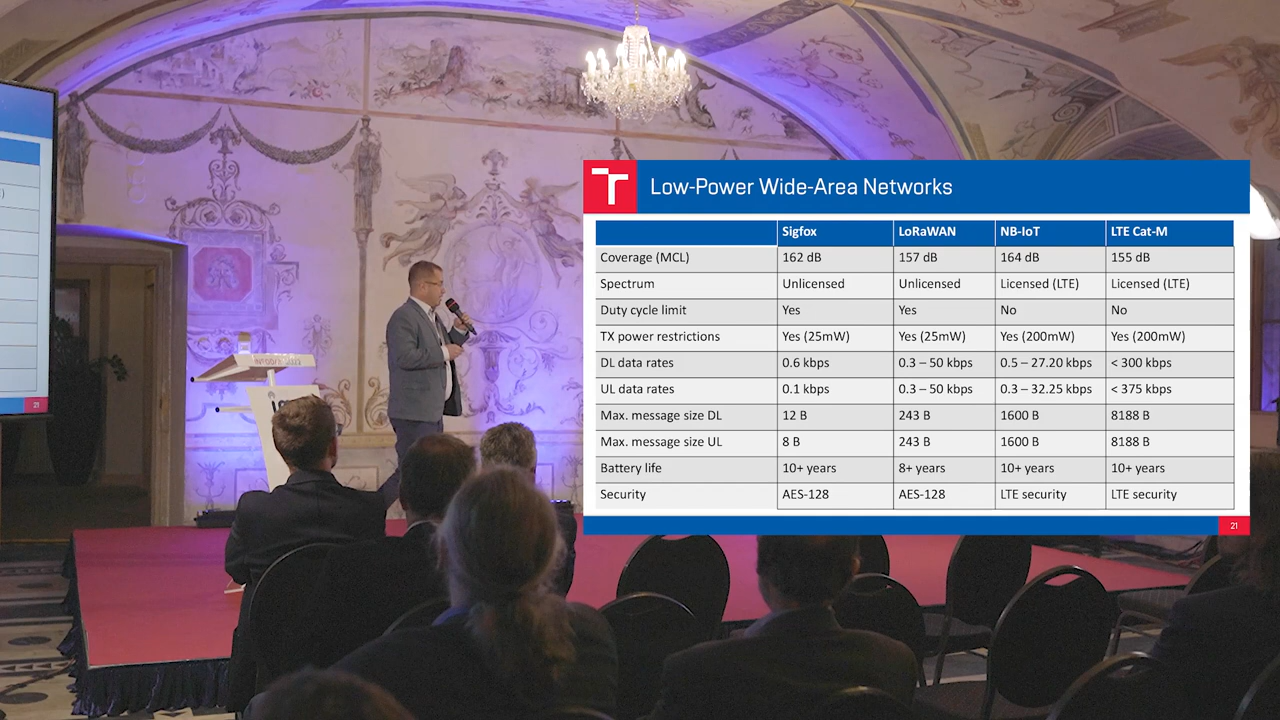 Low-Power Wide-Area Networks
Sigfox LoRaWAN NB-IoT LTE Cat-M
Coverage (MCL) 162 dB 157 dB 164 dB 155 dB
Spectrum Unlicensed Unlicensed Licensed (LTE) Licensed (LTE)
Duty cycle limit Yes Yes No No
TX power restrictions Yes (25mW) Yes (25mW) Yes (200mW) Yes (200mW)
DL data rates 0.6 kbps 0.3 – 50 kbps 0.5 – 27.20 kbps < 300 kbps
UL data rates 0.1 kbps 0.3 – 50 kbps 0.3 – 32.25 kbps < 375 kbps
Max. message size DL 12 B 243 B 1600 B 8188 B
Max. message size UL 8 B 243 B 1600 B 8188 B
Battery life 10+ years 8+ years 10+ years 10+ years
Security AES-128 AES-128 LTE security LTE security
21
21